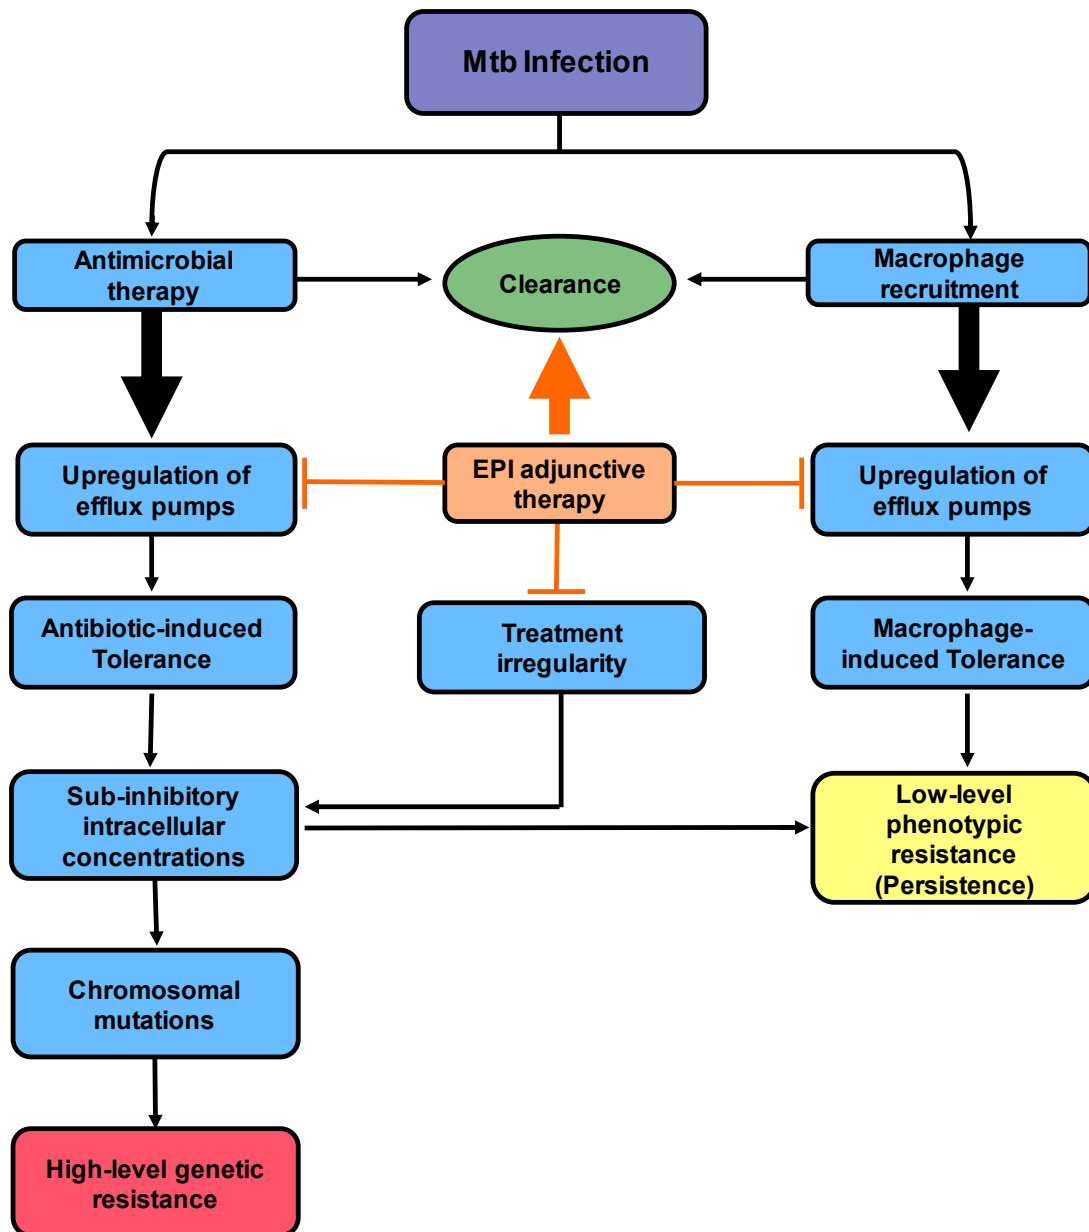 Mtb Infection
Antimicrobial
therapy
Clearance
Macrophage
recruitment
Upregulation of
efflux pumps
EPI adjunctive
therapy
Upregulation of
efflux pumps
Antibiotic-induced
Tolerance
Treatment
irregularity
Macrophage-
induced Tolerance
Sub-inhibitory
intracellular
concentrations
Low-level
phenotypic
resistance
(Persistence)
Chromosomal
mutations
High-level genetic
resistance